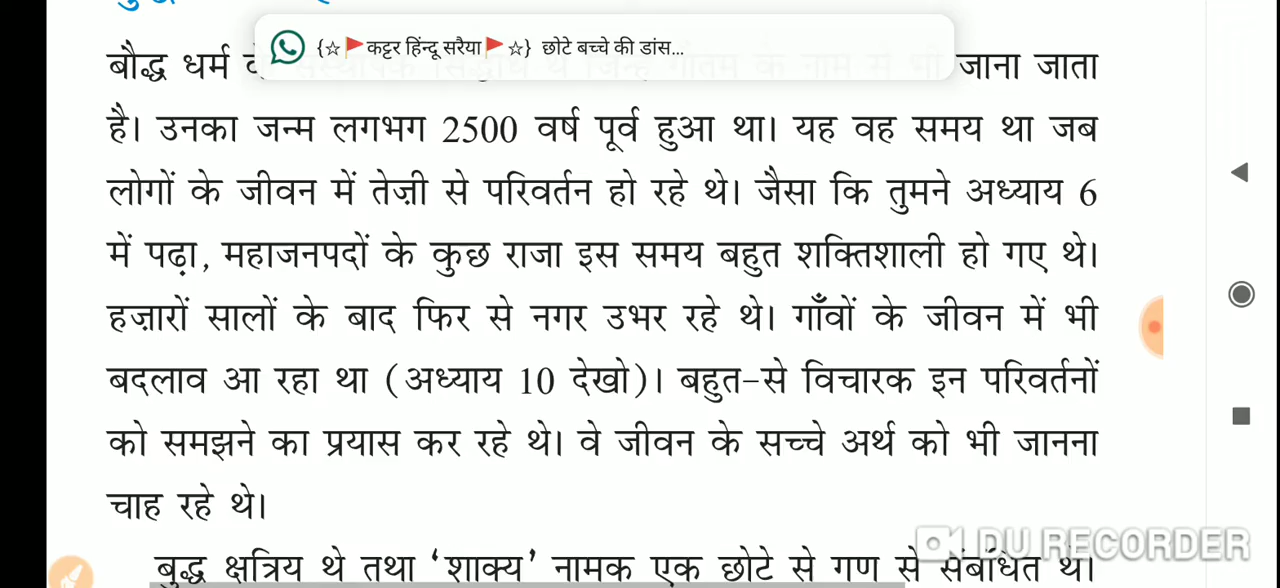 {☆🚩कट्टर हिंदू सरैया🚩☆} छोटे बच्चे की डांस...
बौद्ध धर्म जाना जाता
है। उनका जन्म लगभग 2500 वर्ष पूर्व हुआ था। यह वह समय था जब
लोगों के जीवन में तेज़ी से परिवर्तन हो रहे थे। जैसा कि तुमने अध्याय 6
में पढ़ा, महाजनपदों के कुछ राजा इस समय बहुत शक्तिशाली हो गए थे।
हज़ारों सालों के बाद फिर से नगर उभर रहे थे। गाँवों के जीवन में भी
बदलाव आ रहा था (अध्याय 10 देखो)। बहुत-से विचारक इन परिवर्तनों
को समझने का प्रयास कर रहे थे। वे जीवन के सच्चे अर्थ को भी जानना
चाह रहे थे।
DU RECORDER
बुद्ध क्षत्रिय थे तथा ‘शाक्य’ नामक एक छोटे से गण से संबंधित थे।